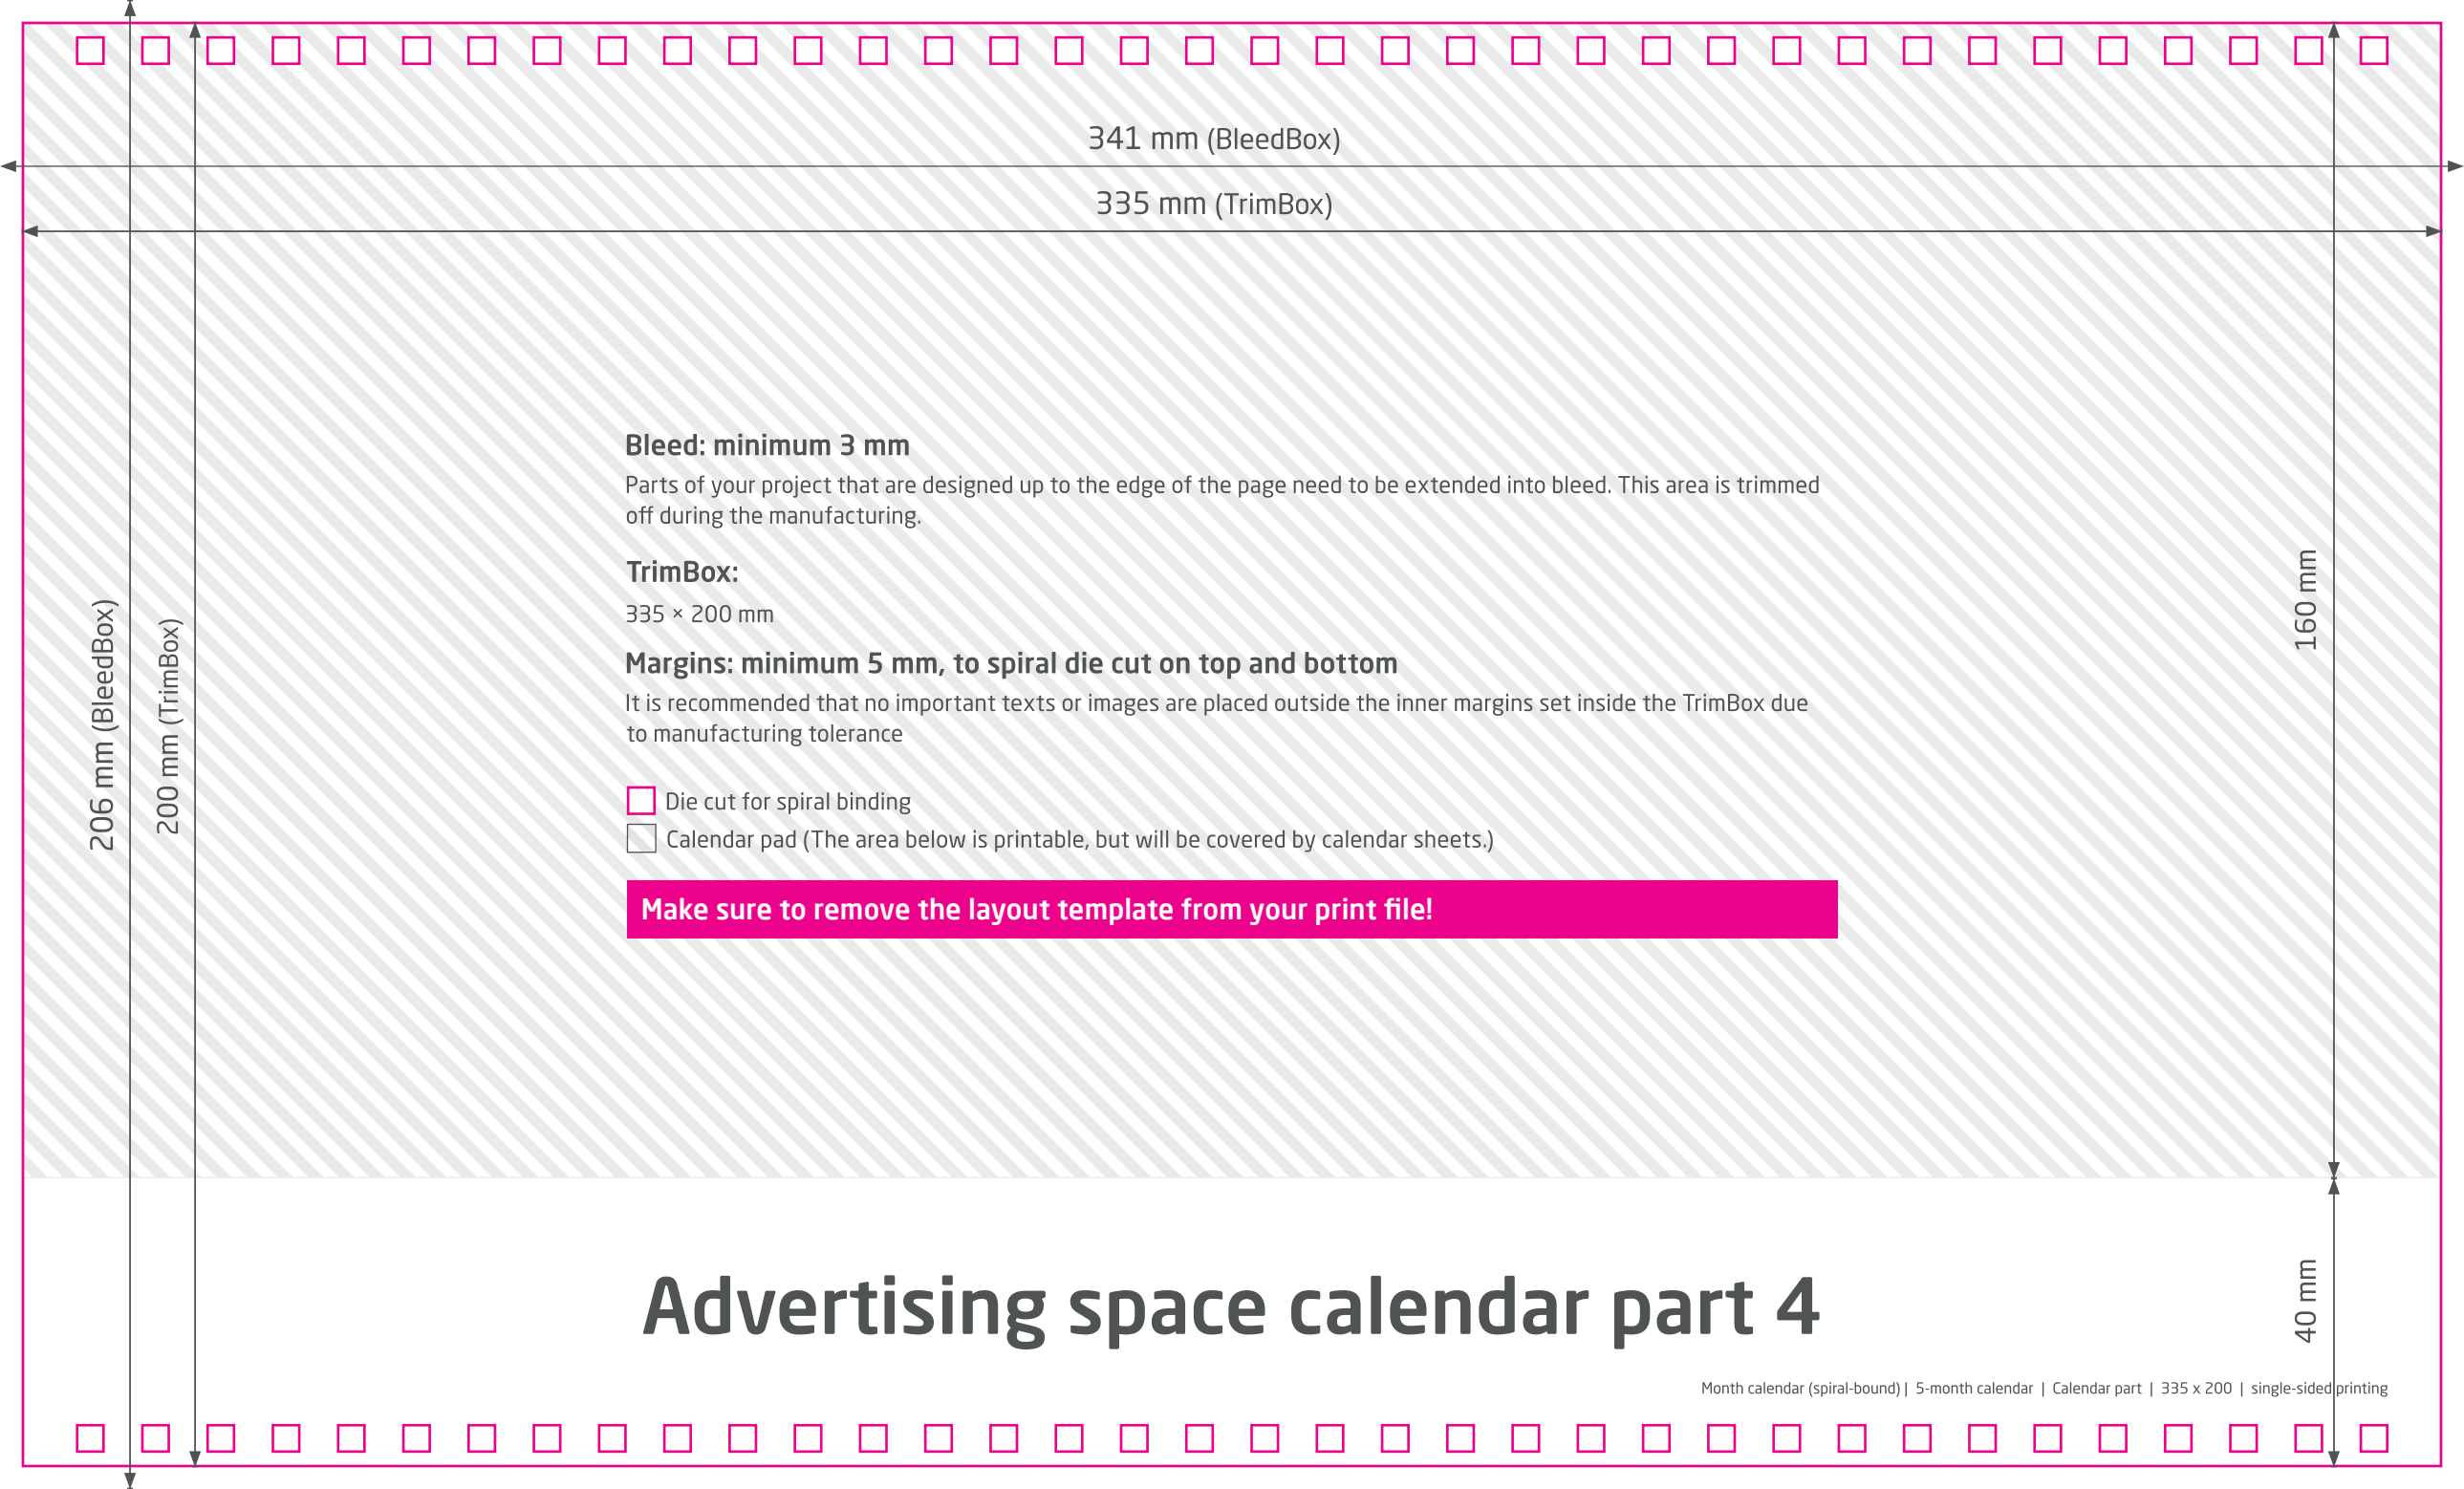 341 mm (BleedBox)
335 mm (TrimBox)
Bleed: minimum 3 mm
Parts of your project that are designed up to the edge of the page need to be extended into bleed. This area is trimmed
off during the manufacturing.
TrimBox:
335 × 200 mm
Margins: minimum 5 mm, to spiral die cut on top and bottom
It is recommended that no important texts or images are placed outside the inner margins set inside the TrimBox due
to manufacturing tolerance
Die cut for spiral binding
Calendar pad (The area below is printable, but will be covered by calendar sheets.)
Make sure to remove the layout template from your print file!
206 mm (BleedBox)
200 mm (TrimBox)
160 mm
40 mm
Advertising space calendar part 4
Month calendar (spiral-bound) | 5-month calendar | Calendar part | 335 x 200 | single-sided printing